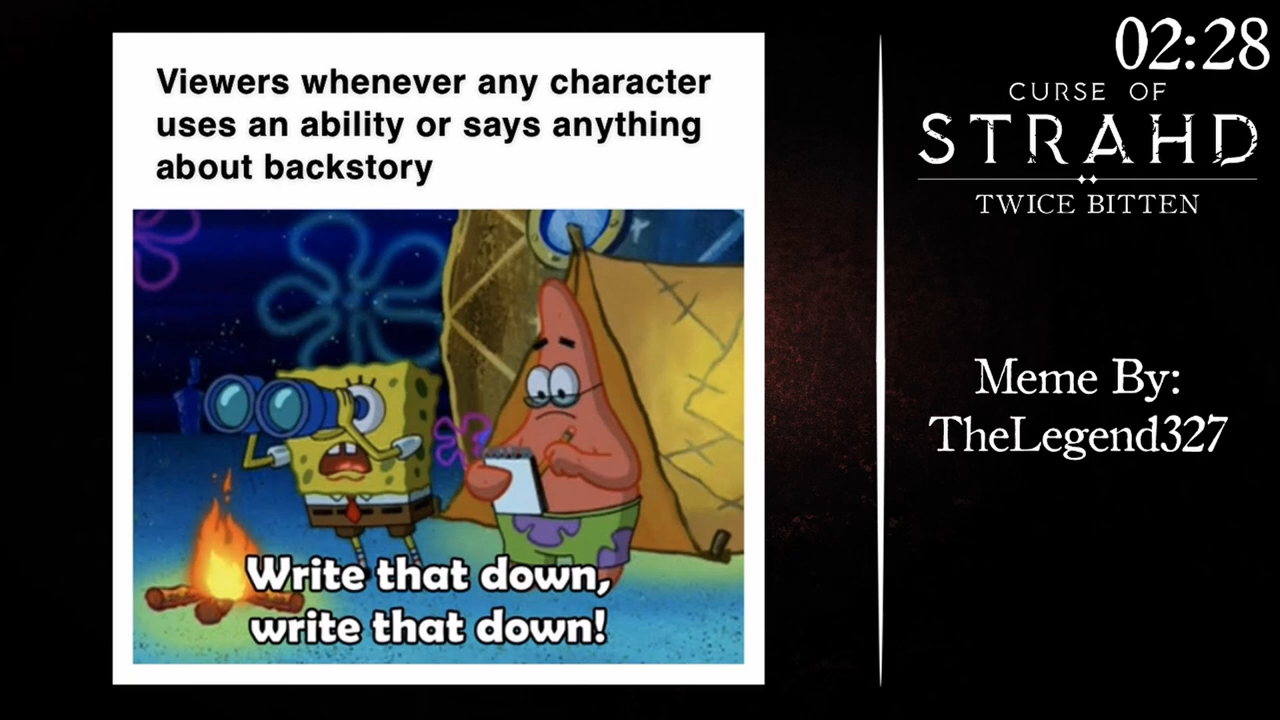 Viewers whenever any character
uses an ability or says anything
about backstory
Write that down,
write that down!
02:28
CURSE OF
STRAHD
TWICE BITTEN
Meme By:
TheLegend327